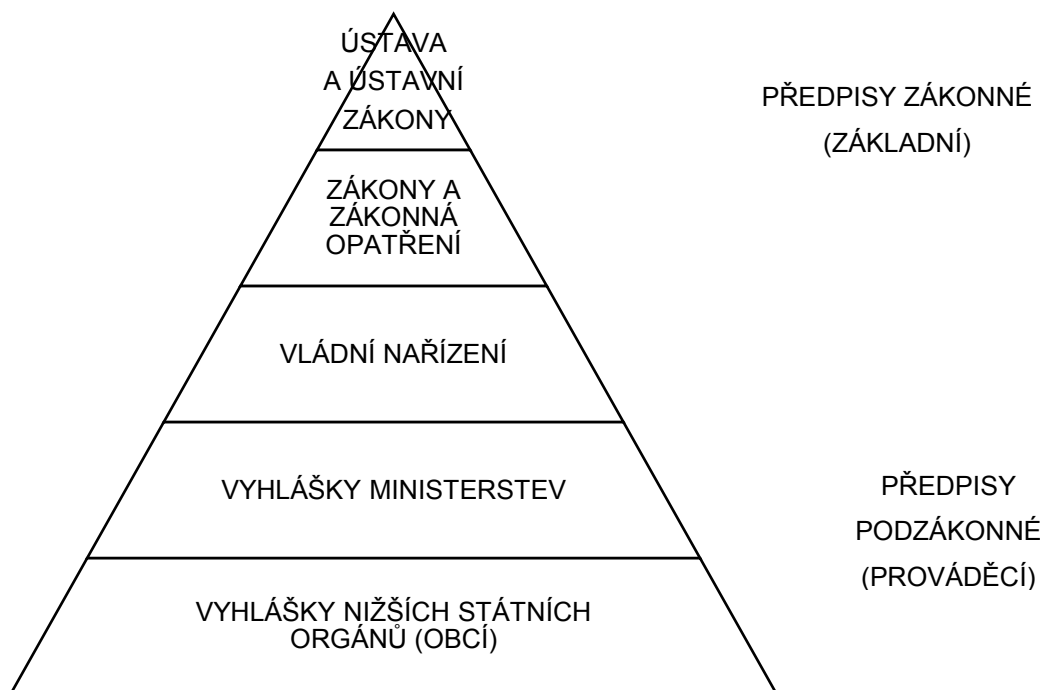 ÚSTAVA
A ÚSTAVNÍ
ZÁKONY
PŘEDPISY ZÁKONNÉ
(ZÁKLADNÍ)
ZÁKONY A
ZÁKONNÁ
OPATŘENÍ
VLÁDNÍ NAŘÍZENÍ
VYHLÁŠKY MINISTERSTEV
PŘEDPISY
PODZÁKONNÉ
(PROVÁDĚCÍ)
VYHLÁŠKY NIŽŠÍCH STÁTNÍCH
ORGÁNŮ (OBCÍ)